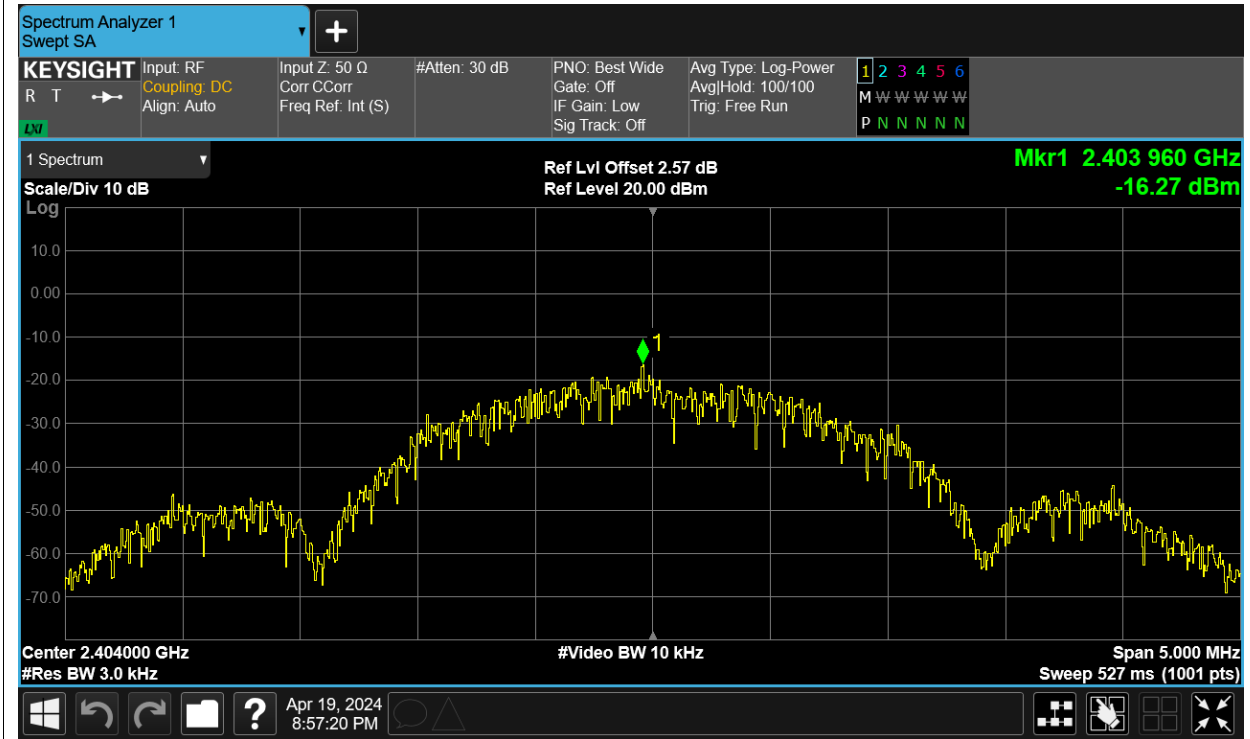 Spectrum Analyzer 1
Swept SA
KEYSIGHT
R T
LXI
Input: RF
Coupling: DC
Align: Auto
Input Z: 50 Ω
Corr CCorr
Freq Ref: Int (S)
#Atten: 30 dB
PNO: Best Wide
Gate: Off
IF Gain: Low
Sig Track: Off
Avg Type: Log-Power
Avg|Hold: 100/100
Trig: Free Run
1 2 3 4 5 6
M W W W W W
P N N N N N
1 Spectrum
Scale/Div 10 dB
Log
Ref Lvl Offset 2.57 dB
Ref Level 20.00 dBm
Mkr1 2.403 960 GHz
-16.27 dBm
10.0
0.00
-10.0
-20.0
-30.0
-40.0
-50.0
-60.0
-70.0
1
Center 2.404000 GHz
#Res BW 3.0 kHz
#Video BW 10 kHz
Span 5.000 MHz
Sweep 527 ms (1001 pts)
?
Apr 19, 2024
8:57:20 PM